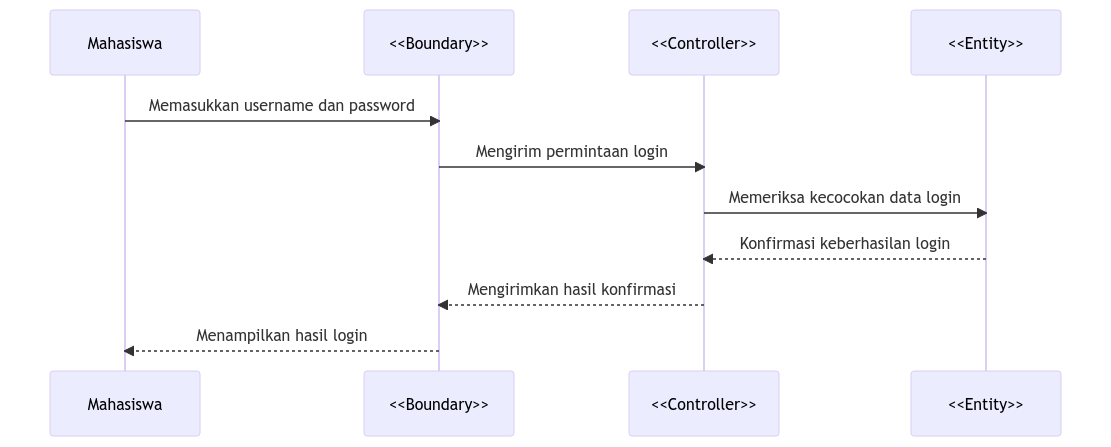 Mahasiswa
<<Boundary>>
<<Controller>>
<<Entity>>
Memasukkan username dan password
Mengirim permintaan login
Memeriksa kecocokan data login
Konfirmasi keberhasilan login
Mengirimkan hasil konfirmasi
Menampilkan hasil login
Mahasiswa
<<Boundary>>
<<Controller>>
<<Entity>>